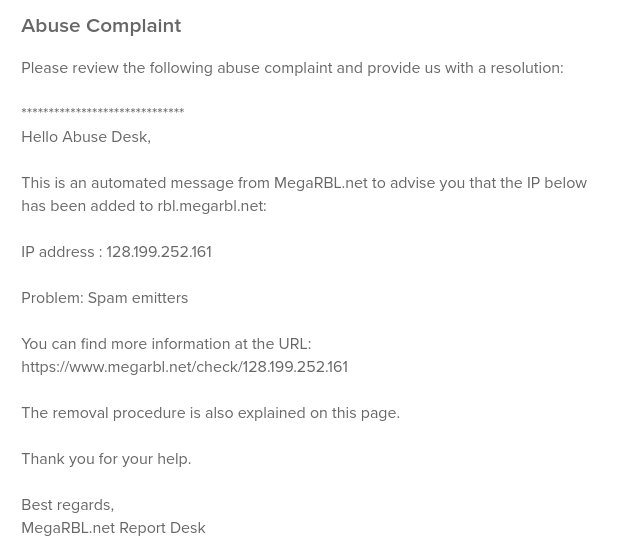 Abuse Complaint
Please review the following abuse complaint and provide us with a resolution:
******************************
Hello Abuse Desk,
This is an automated message from MegaRBL.net to advise you that the IP below
has been added to rbl.megarbl.net:
IP address : 128.199.252.161
Problem: Spam emitters
You can find more information at the URL:
https://www.megarbl.net/check/128.199.252.161
The removal procedure is also explained on this page.
Thank you for your help.
Best regards,
MegaRBL.net Report Desk